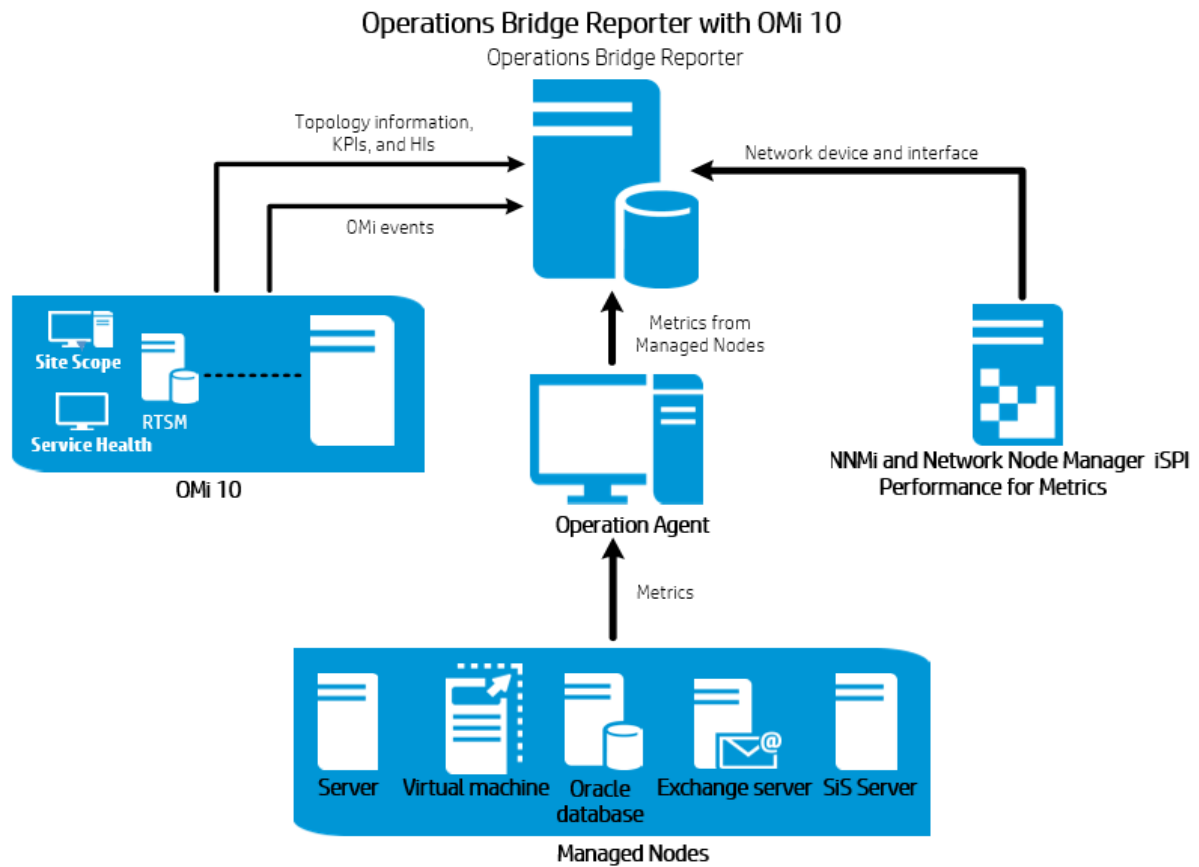 Operations Bridge Reporter with OMi 10
Operations Bridge Reporter
Topology information,
KPIs, and HIs
Network device and interface
OMi events
Metrics from
Managed Nodes
Site Scope
RTSM
Service Health
OMi 10
NNMi and Network Node Manager iSPI
Performance for Metrics
Operation Agent
Metrics
@
Server
Virtual machine
Oracle
database
Exchange server
SiS Server
Managed Nodes